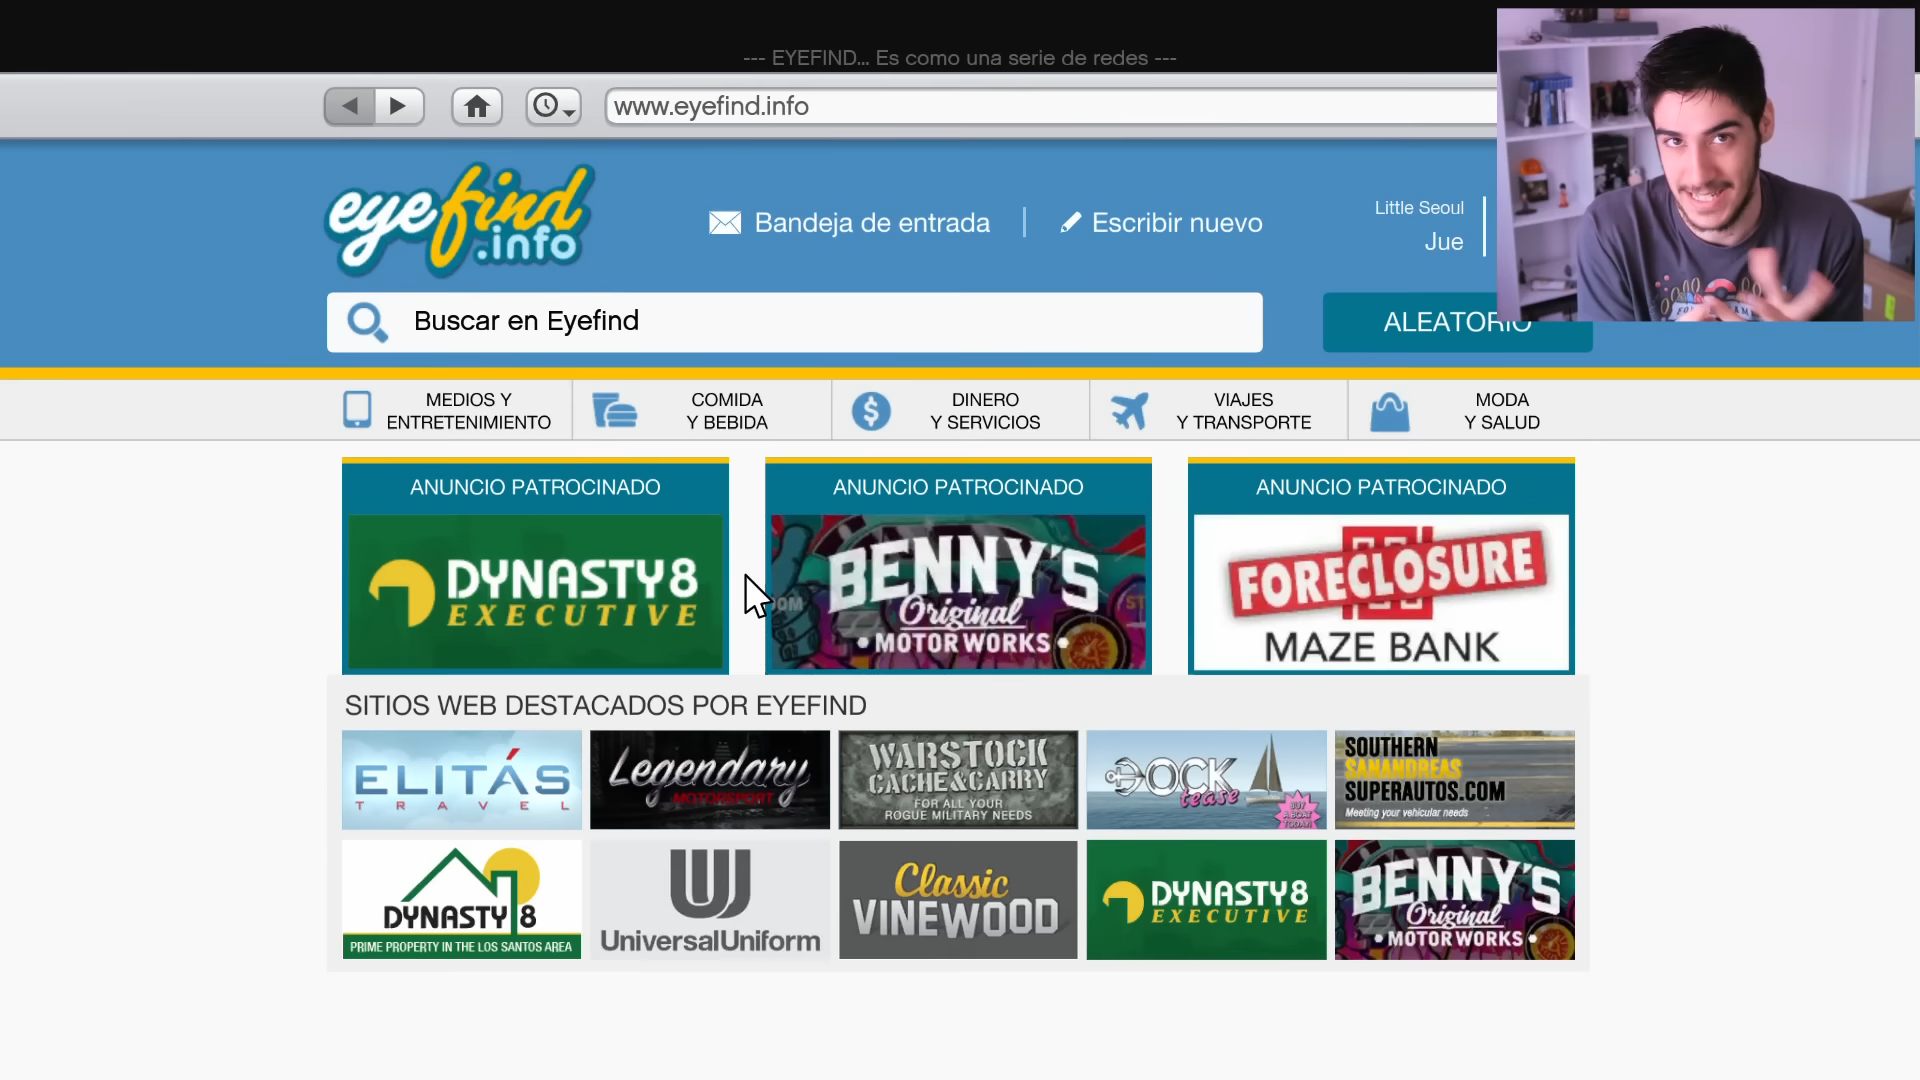 --- EYEFIND... Es como una serie de redes ---
www.eyefind.info
eyefind
.info
Bandeja de entrada
Escribir nuevo
Little Seoul
Jue
Buscar en Eyefind
ALEATORIO
MEDIOS Y
ENTRETENIMIENTO
COMIDA
Y BEBIDA
DINERO
Y SERVICIOS
VIAJES
Y TRANSPORTE
MODA
Y SALUD
ANUNCIO PATROCINADO
DYNASTY8
EXECUTIVE
ANUNCIO PATROCINADO
BENNY'S
Original
MOTOR WORKS
ANUNCIO PATROCINADO
FORECLOSURE
MAZE BANK
SITIOS WEB DESTACADOS POR EYEFIND
ELITÁS
TRAVEL
Legendary
MOTORSPORT
WARSTOCK
CACHE&CARRY
FOR ALL YOUR
ROGUE MILITARY NEEDS
DOCK
tease
BUY
A BOAT
TODAY!
SOUTHERN
SANANDREAS
SUPERAUTOS.COM
Meeting your vehicular needs
DYNASTY 8
PRIME PROPERTY IN THE LOS SANTOS AREA
UniversalUniform
Classic
VINEWOOD
DYNASTY8
EXECUTIVE
BENNY'S
Original
MOTOR WORKS